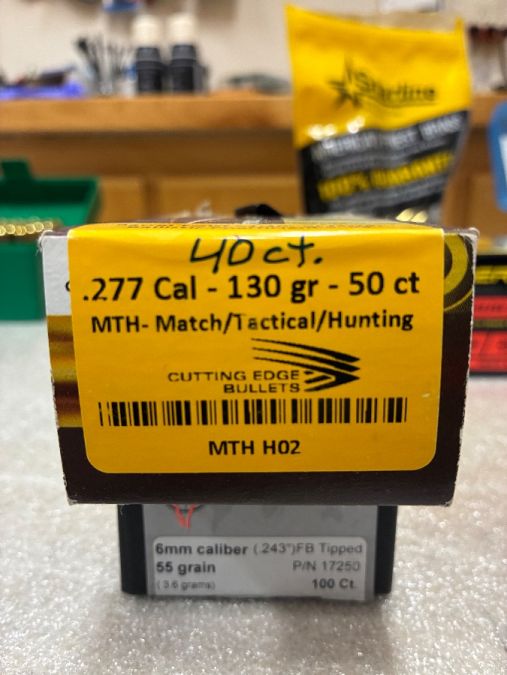 Starline
100% GUARANTEE
40 ct.
.277 Cal - 130 gr - 50 ct
MTH- Match/Tactical/Hunting
CUTTING EDGE
BULLETS
MTH H02
6mm caliber (.243")FB Tipped
55 grain P/N 17250
(3.6 grams) 100 Ct.